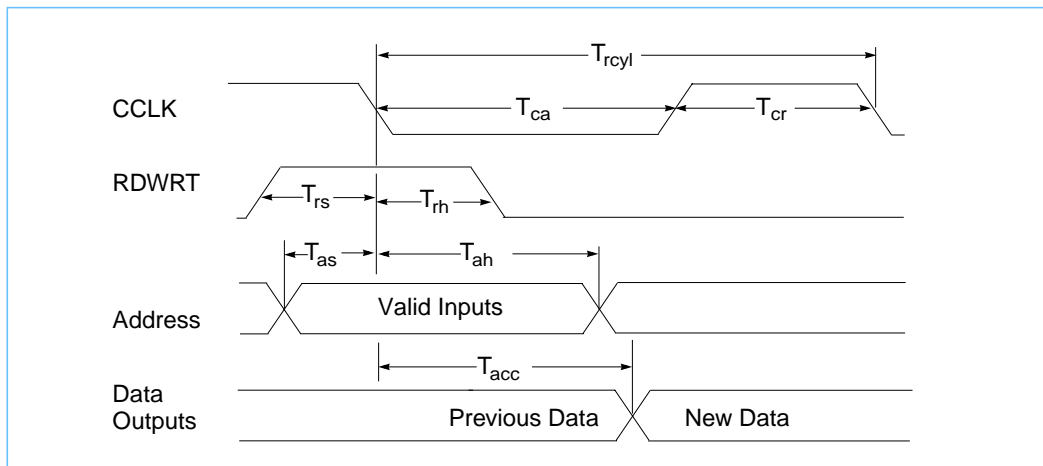 T_rcyl
CCLK
T_ca
T_cr
RDWRT
T_rs
T_rh
T_as
T_ah
Address
Valid Inputs
T_acc
Data
Outputs
Previous Data
New Data